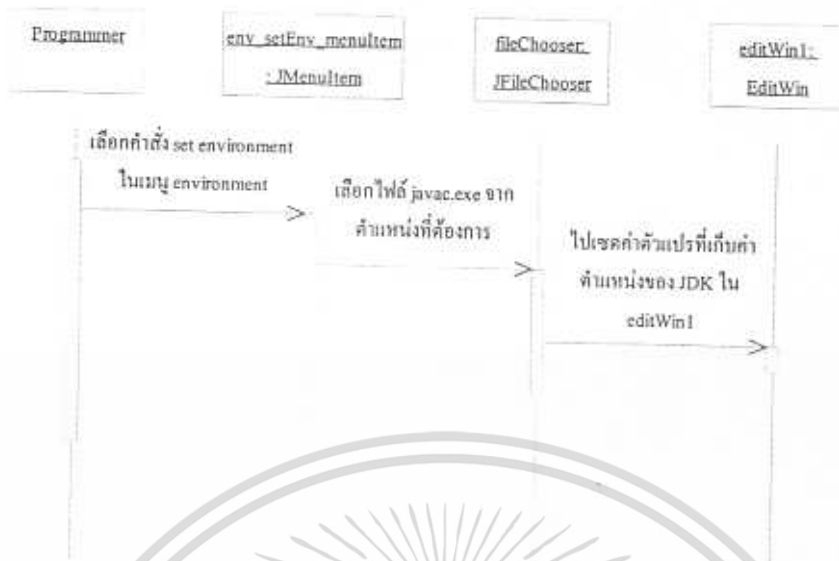 Programmer
env_setEnv_menuItem
: JMenuItem
fileChooser:
JFileChooser
editWin1:
EditWin
เลือกคำสั่ง set environment
ในเมนู environment
เลือกไฟล์ javac.exe จาก
ตำแหน่งที่ต้องการ
ไปเซตค่าตัวแปรที่เก็บค่า
ตำแหน่งของ JDK ใน
editWin1